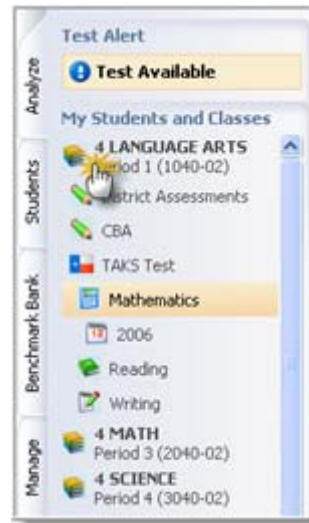 Analyze
Students
Benchmark Bank
Manage
Test Alert
Test Available
My Students and Classes
4 LANGUAGE ARTS
Period 1 (1040-02)
District Assessments
CBA
TAKS Test
Mathematics
2006
Reading
Writing
4 MATH
Period 3 (2040-02)
4 SCIENCE
Period 4 (3040-02)